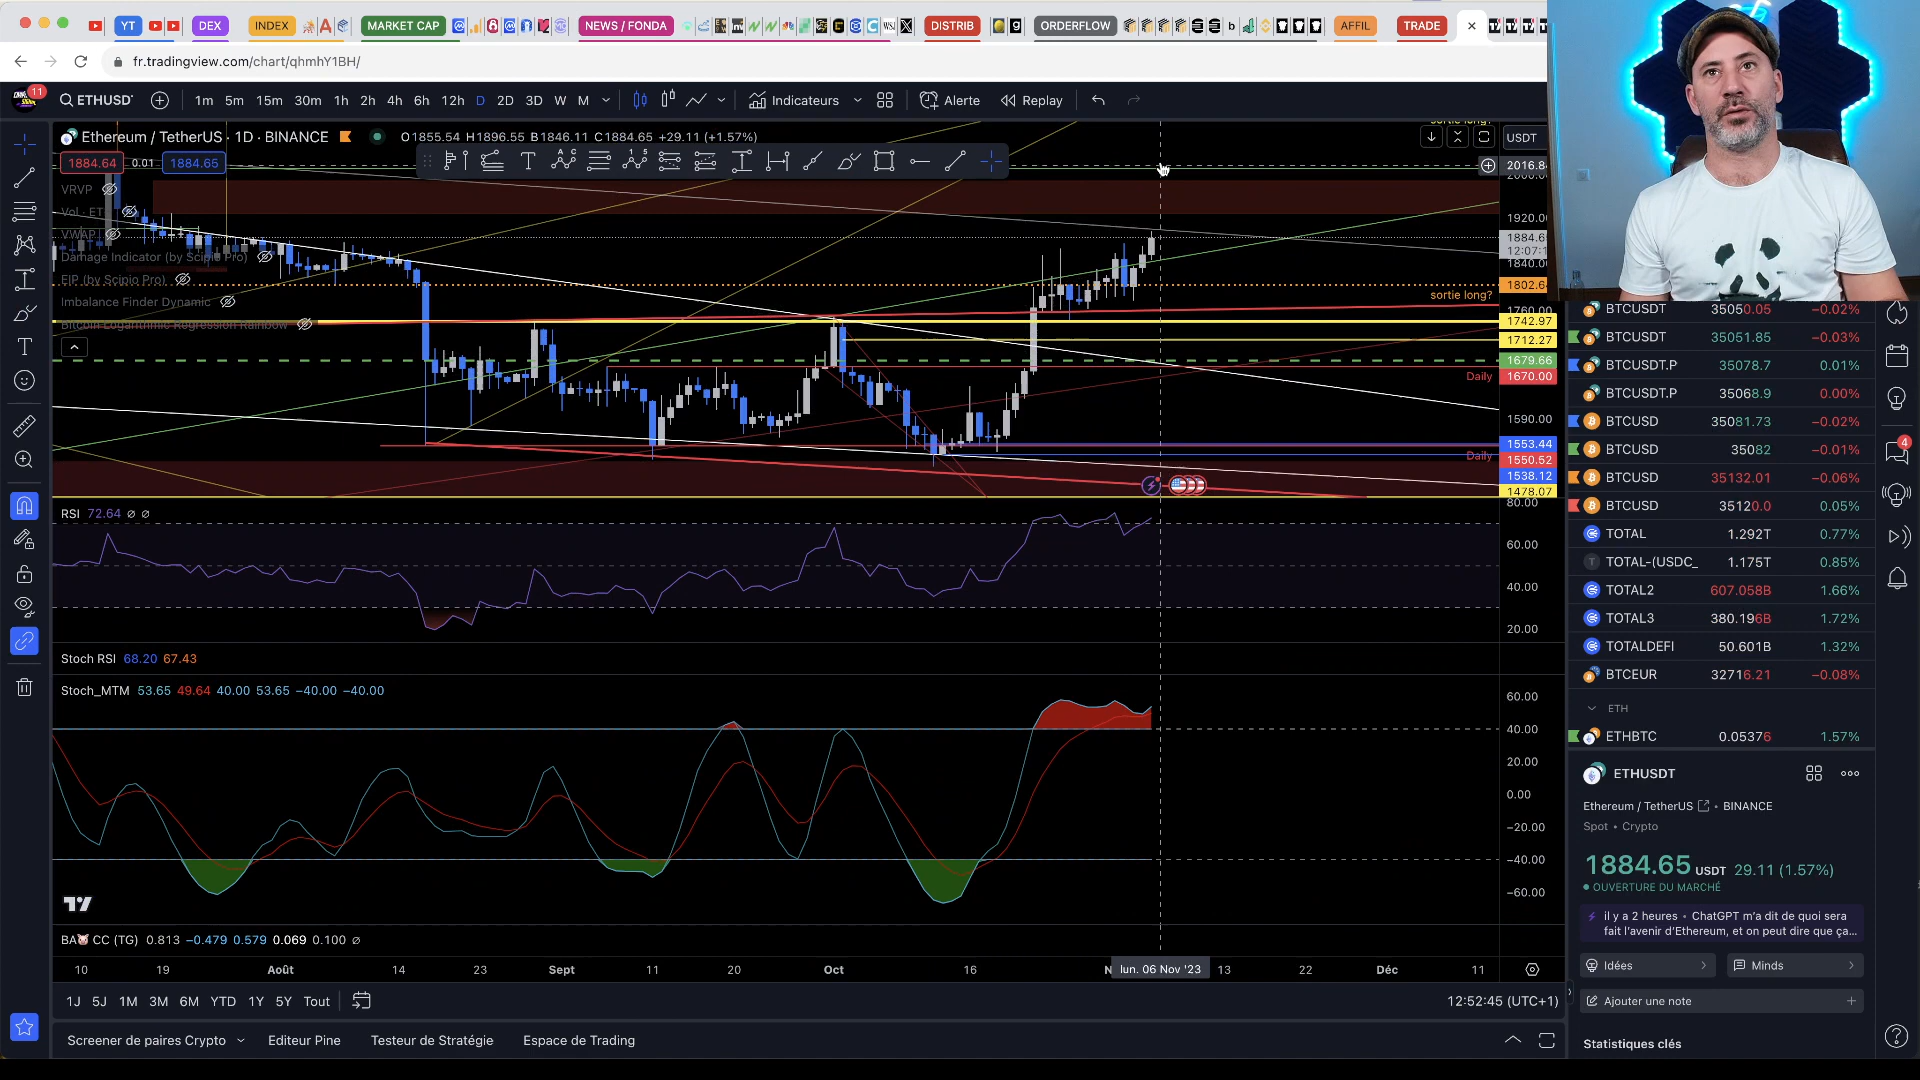 YT
DEX
INDEX
MARKET CAP
NEWS / FONDA
DISTRIB
ORDERFLOW
AFFIL
TRADE
fr.tradingview.com/chart/qhmhY1BH/
11
ETHUSDT
1m 5m 15m 30m 1h 2h 4h 6h 12h D 2D 3D W M
Indicateurs
Alerte
Replay
Ethereum / TetherUS · 1D · BINANCE
O1855.54 H1896.55 B1846.11 C1884.65 +29.11 (+1.57%)
USDT
1884.64 0.01 1884.65
VRVP
VWAP
Damage Indicator (by Scipio Pro)
EIP (by Scipio Pro)
Imbalance Finder Dynamic
Bitcoin Logarithmic Regression Rainbow
1920.00
12:07:1
sortie long?
1742.97
1712.27
1679.66
Daily 1670.00
1590.00
1553.44
Daily
1550.52
1538.12
1478.07
80.00
RSI 72.64 ∅ ∅
60.00
40.00
20.00
Stoch RSI 68.20 67.43
Stoch_MTM 53.65 49.64 40.00 53.65 −40.00 −40.00
60.00
40.00
20.00
0.00
−20.00
−40.00
−60.00
CC (TG) 0.813 −0.479 0.579 0.069 0.100 ∅
10 19 Août 14 23 Sept 11 20 Oct 16 lun. 06 Nov '23 13 22 Déc 11
1J 5J 1M 3M 6M YTD 1Y 5Y Tout
12:52:45 (UTC+1)
Screener de paires Crypto
Editeur Pine
Testeur de Stratégie
Espace de Trading
BTCUSDT 35050.05 −0.02%
BTCUSDT 35051.85 −0.03%
BTCUSDT.P 35078.7 0.01%
BTCUSDT.P 35068.9 0.00%
BTCUSD 35081.73 −0.02%
BTCUSD 35082 −0.01%
BTCUSD 35132.01 −0.06%
BTCUSD 35120.0 0.05%
TOTAL 1.292T 0.77%
TOTAL-(USDC_ 1.175T 0.85%
TOTAL2 607.058B 1.66%
TOTAL3 380.196B 1.72%
TOTALDEFI 50.601B 1.32%
BTCEUR 32716.21 −0.08%
ETH
ETHBTC 0.05376 1.57%
4
ETHUSDT
Ethereum / TetherUS • BINANCE
Spot • Crypto
1884.65 USDT 29.11 (1.57%)
OUVERTURE DU MARCHÉ
il y a 2 heures • ChatGPT m'a dit de quoi sera
fait l'avenir d'Ethereum, et on peut dire que ça...
Idées
Minds
Ajouter une note
Statistiques clés